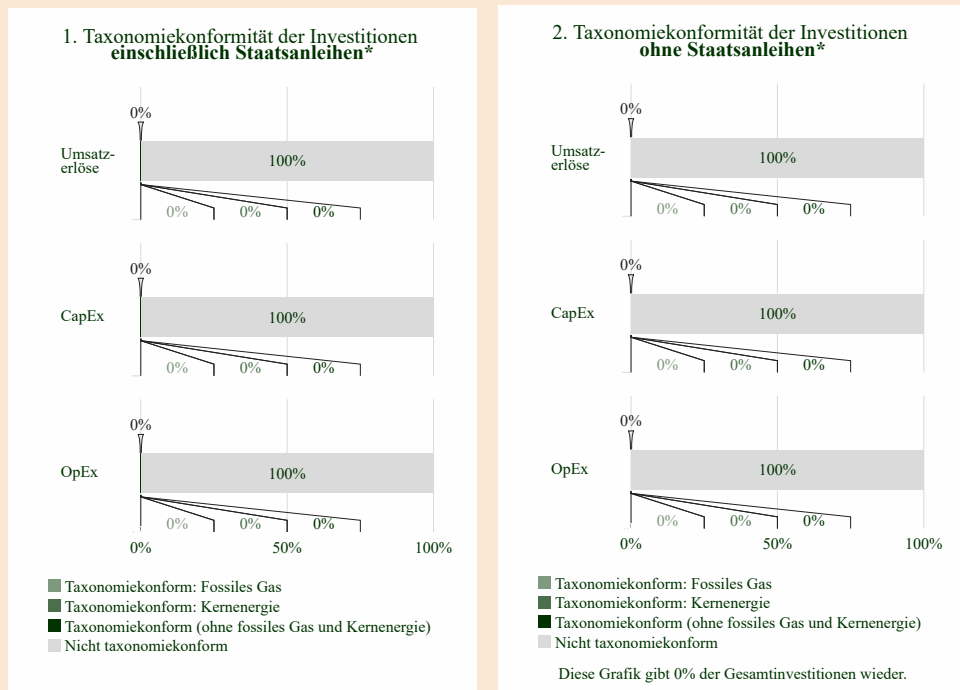 1. Taxonomiekonformität der Investitionen
einschließlich Staatsanleihen*
0%
Umsatz-
erlöse
100%
0% 0% 0%
0%
CapEx
100%
0% 0% 0%
0%
OpEx
100%
0% 0% 0%
0% 50% 100%
Taxonomiekonform: Fossiles Gas
Taxonomiekonform: Kernenergie
Taxonomiekonform (ohne fossiles Gas und Kernenergie)
Nicht taxonomiekonform
2. Taxonomiekonformität der Investitionen
ohne Staatsanleihen*
0%
Umsatz-
erlöse
100%
0% 0% 0%
0%
CapEx
100%
0% 0% 0%
0%
OpEx
100%
0% 0% 0%
0% 50% 100%
Taxonomiekonform: Fossiles Gas
Taxonomiekonform: Kernenergie
Taxonomiekonform (ohne fossiles Gas und Kernenergie)
Nicht taxonomiekonform
Diese Grafik gibt 0% der Gesamtinvestitionen wieder.